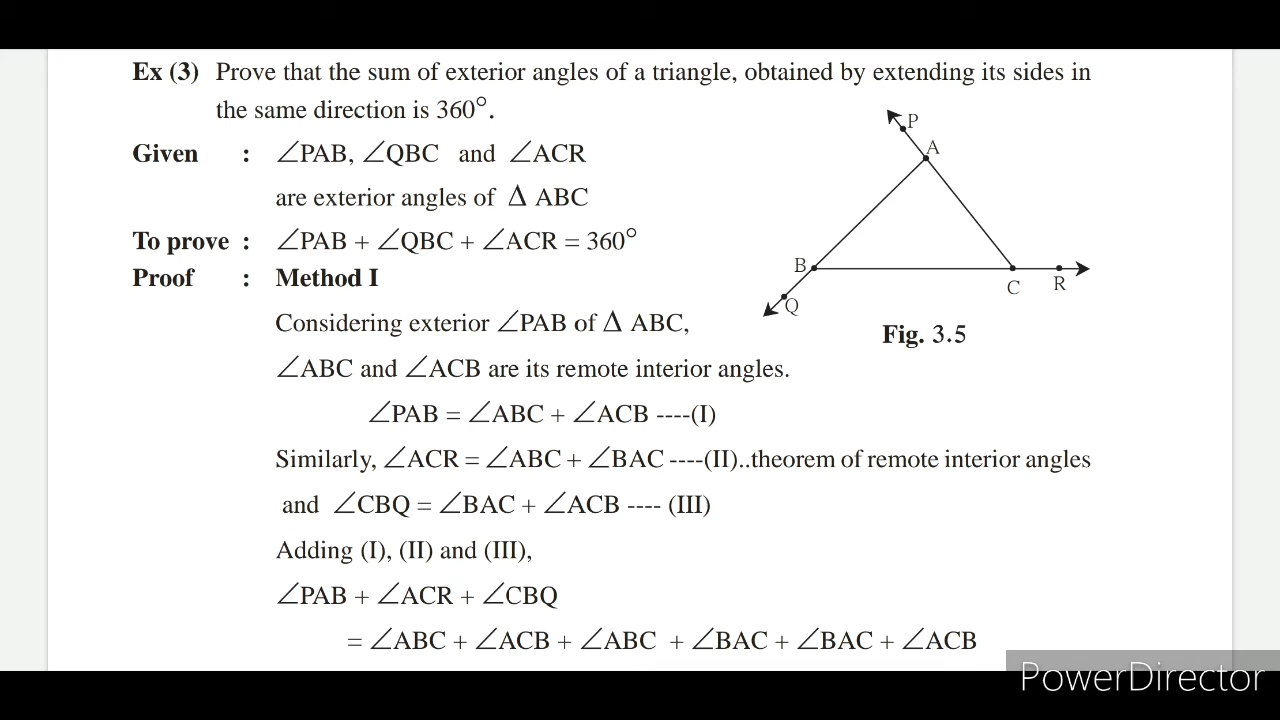 Ex (3) Prove that the sum of exterior angles of a triangle, obtained by extending its sides in
the same direction is 360°.
Given : ∠PAB, ∠QBC and ∠ACR
are exterior angles of Δ ABC
To prove : ∠PAB + ∠QBC + ∠ACR = 360°
Proof : Method I
Considering exterior ∠PAB of Δ ABC,
∠ABC and ∠ACB are its remote interior angles.
∠PAB = ∠ABC + ∠ACB ----(I)
Similarly, ∠ACR = ∠ABC + ∠BAC ----(II)..theorem of remote interior angles
and ∠CBQ = ∠BAC + ∠ACB ---- (III)
Adding (I), (II) and (III),
∠PAB + ∠ACR + ∠CBQ
= ∠ABC + ∠ACB + ∠ABC + ∠BAC + ∠BAC + ∠ACB
P
A
B
C
R
Q
Fig. 3.5
PowerDirector